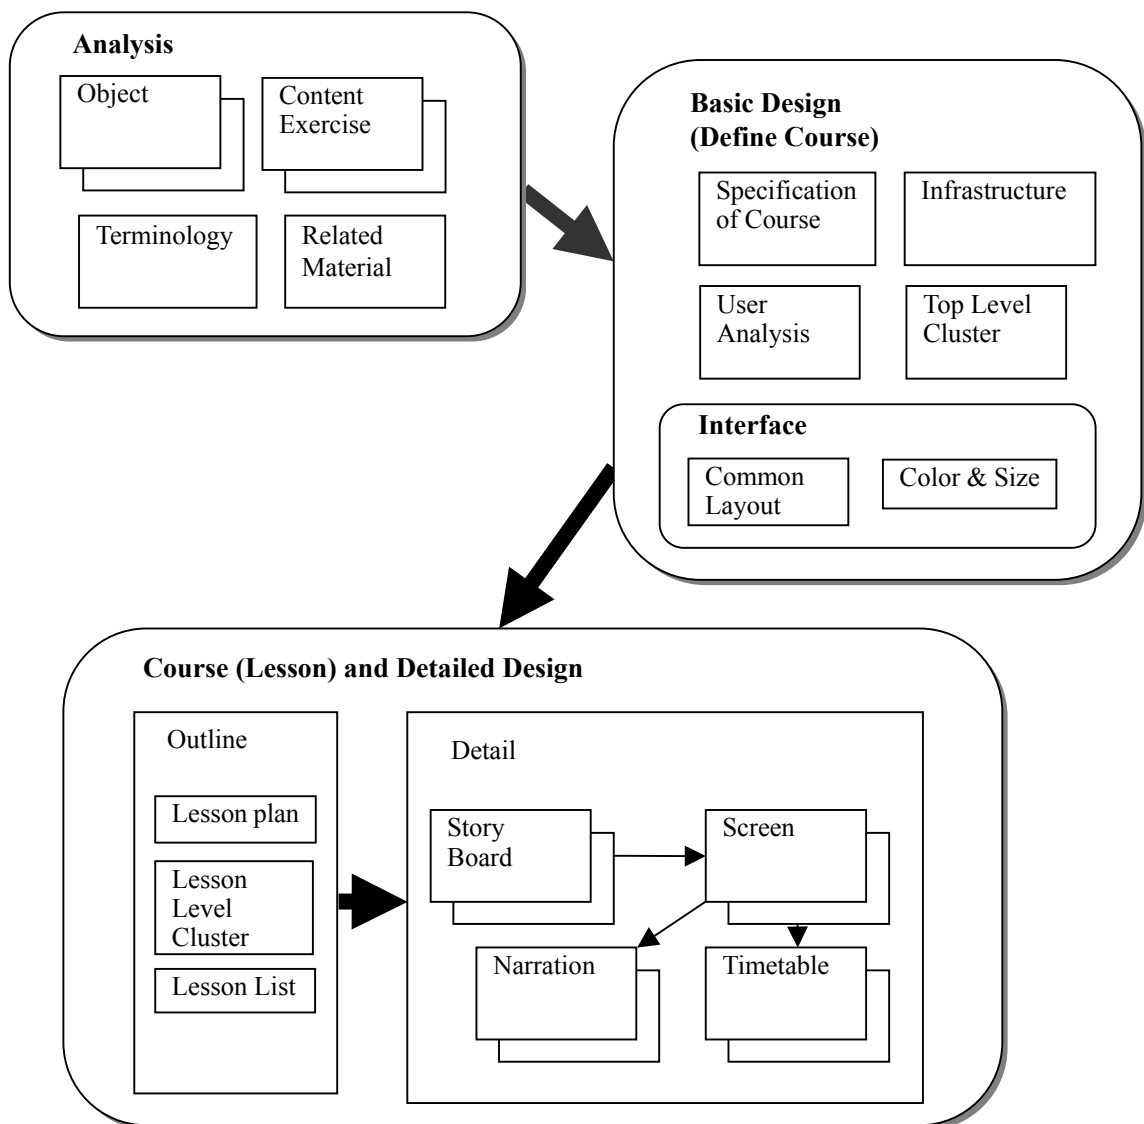 Analysis
Object
Content
Exercise
Terminology
Related
Material
Basic Design
(Define Course)
Specification
of Course
Infrastructure
User
Analysis
Top Level
Cluster
Interface
Common
Layout
Color & Size
Course (Lesson) and Detailed Design
Outline
Lesson plan
Lesson
Level
Cluster
Lesson List
Detail
Story
Board
Screen
Narration
Timetable